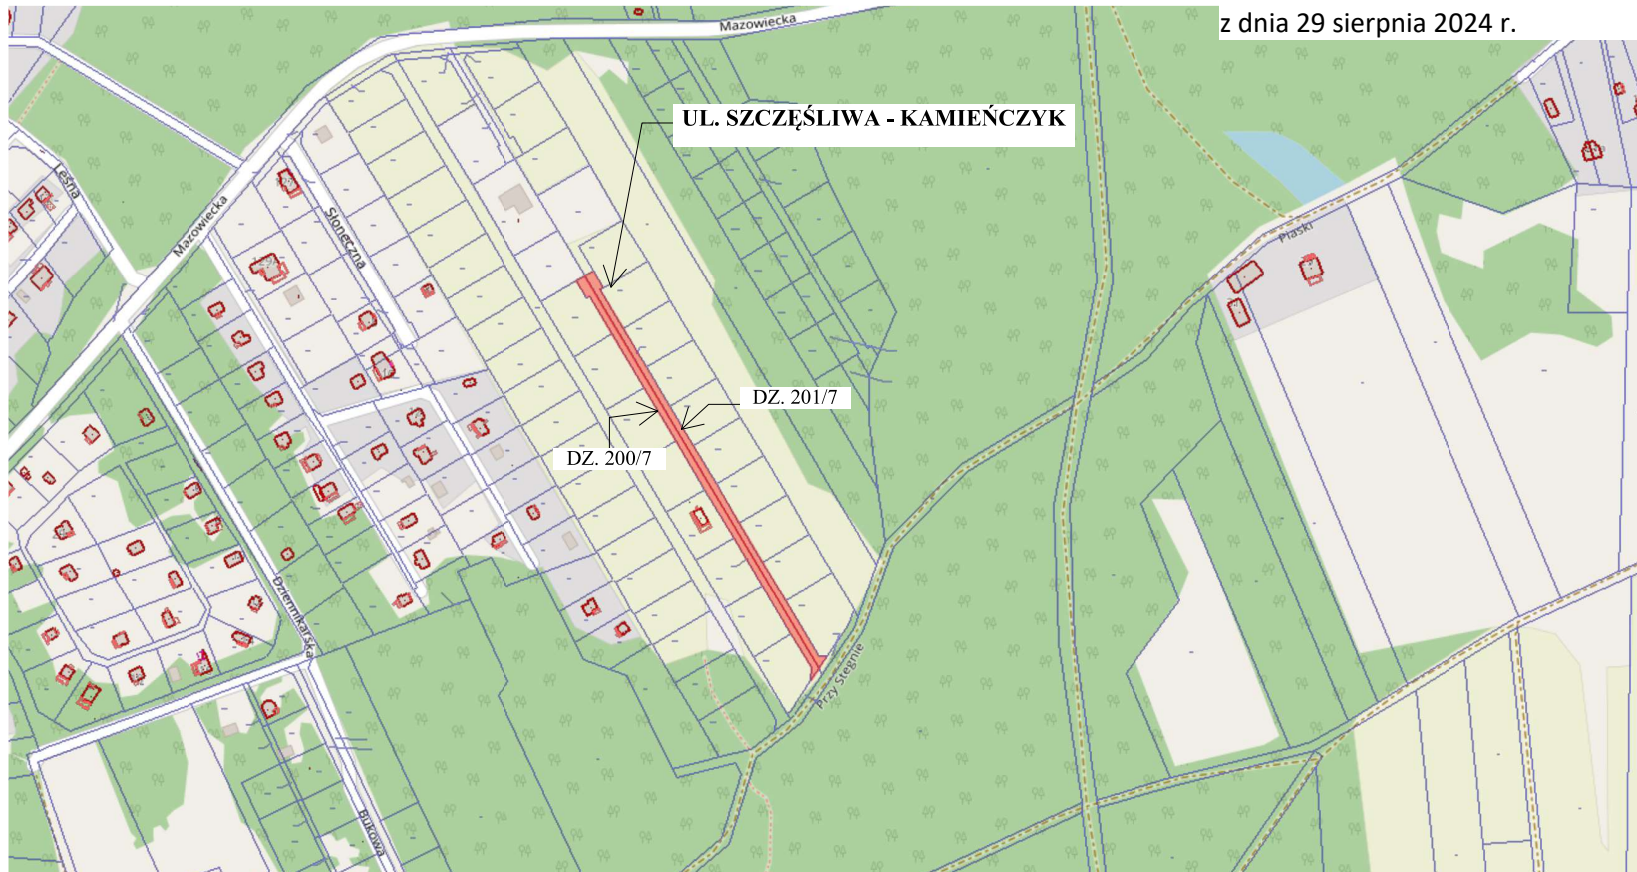 Mazowiecka
z dnia 29 sierpnia 2024 r.
UL. SZCZĘŚLIWA - KAMIEŃCZYK
Leśna
Mazowiecka
Słoneczna
Piaski
DZ. 201/7
DZ. 200/7
Dziennikarska
Przy Stegnie
Bukowa